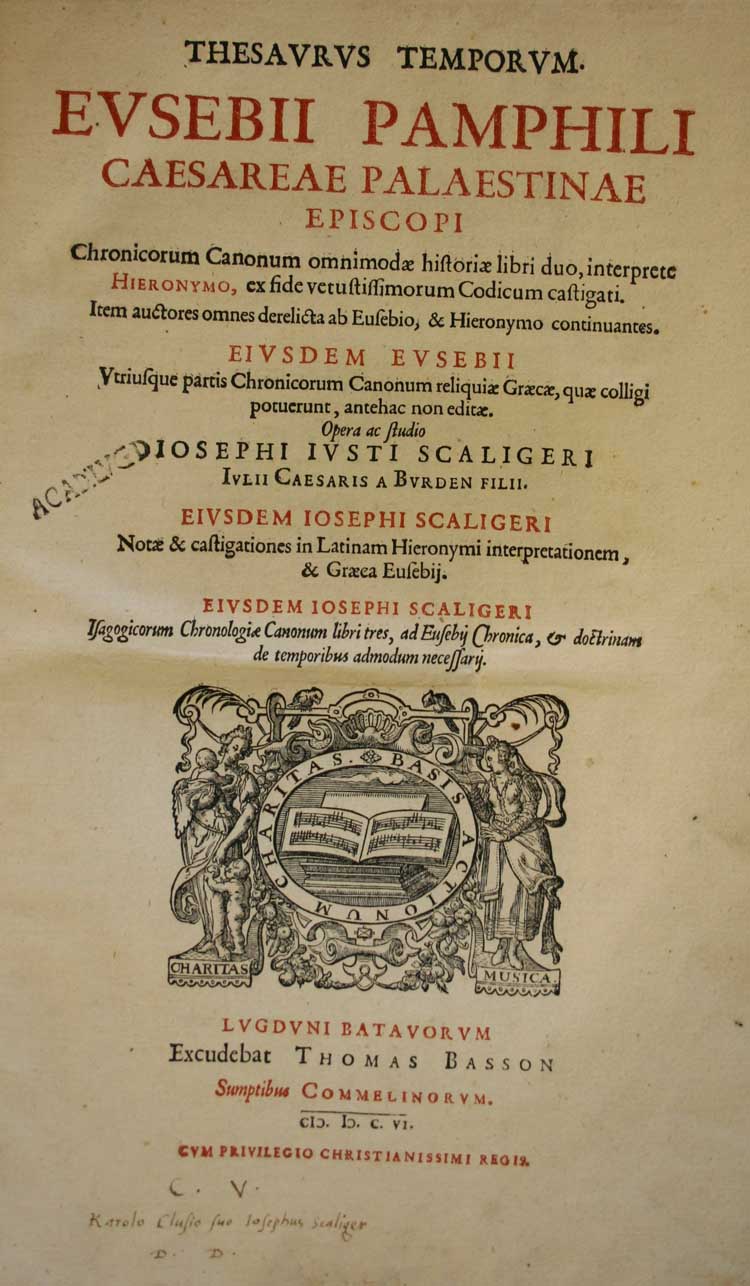 THESAVRVS TEMPORVM.
EVSEBII PAMPHILI
CAESAREAE PALAESTINAE
EPISCOPI
Chronicorum Canonum omnimodæ hiſtoriæ libri duo, interprete
HIERONYMO, ex fide vetuſtiſſimorum Codicum caſtigati.
Item auctores omnes derelicta ab Euſebio, & Hieronymo continuantes.
EIVSDEM EVSEBII
Vtriuſque partis Chronicorum Canonum reliquiæ Græcæ, quæ colligi
potuerunt, antehac non editæ.
Opera ac ſtudio
IOSEPHI IVSTI SCALIGERI
IVLII CAESARIS A BVRDEN FILII.
EIVSDEM IOSEPHI SCALIGERI
Notæ & caſtigationes in Latinam Hieronymi interpretationem,
& Græca Euſebij.
EIVSDEM IOSEPHI SCALIGERI
Iſagogicorum Chronologiæ Canonum libri tres, ad Euſebij Chronica, & doctrinam
de temporibus admodum neceſſarij.
CHARITAS. BASIS ACTIONUM
CHARITAS
MUSICA.
LVGDVNI BATAVORVM
Excudebat THOMAS BASSON
Sumptibus COMMELINORVM.
CIↃ. IↃ. C. VI.
CVM PRIVILEGIO CHRISTIANISSIMI REGIS.
C. V.
Karolo Cluſio ſuo Ioſephus Scaliger
D. D.